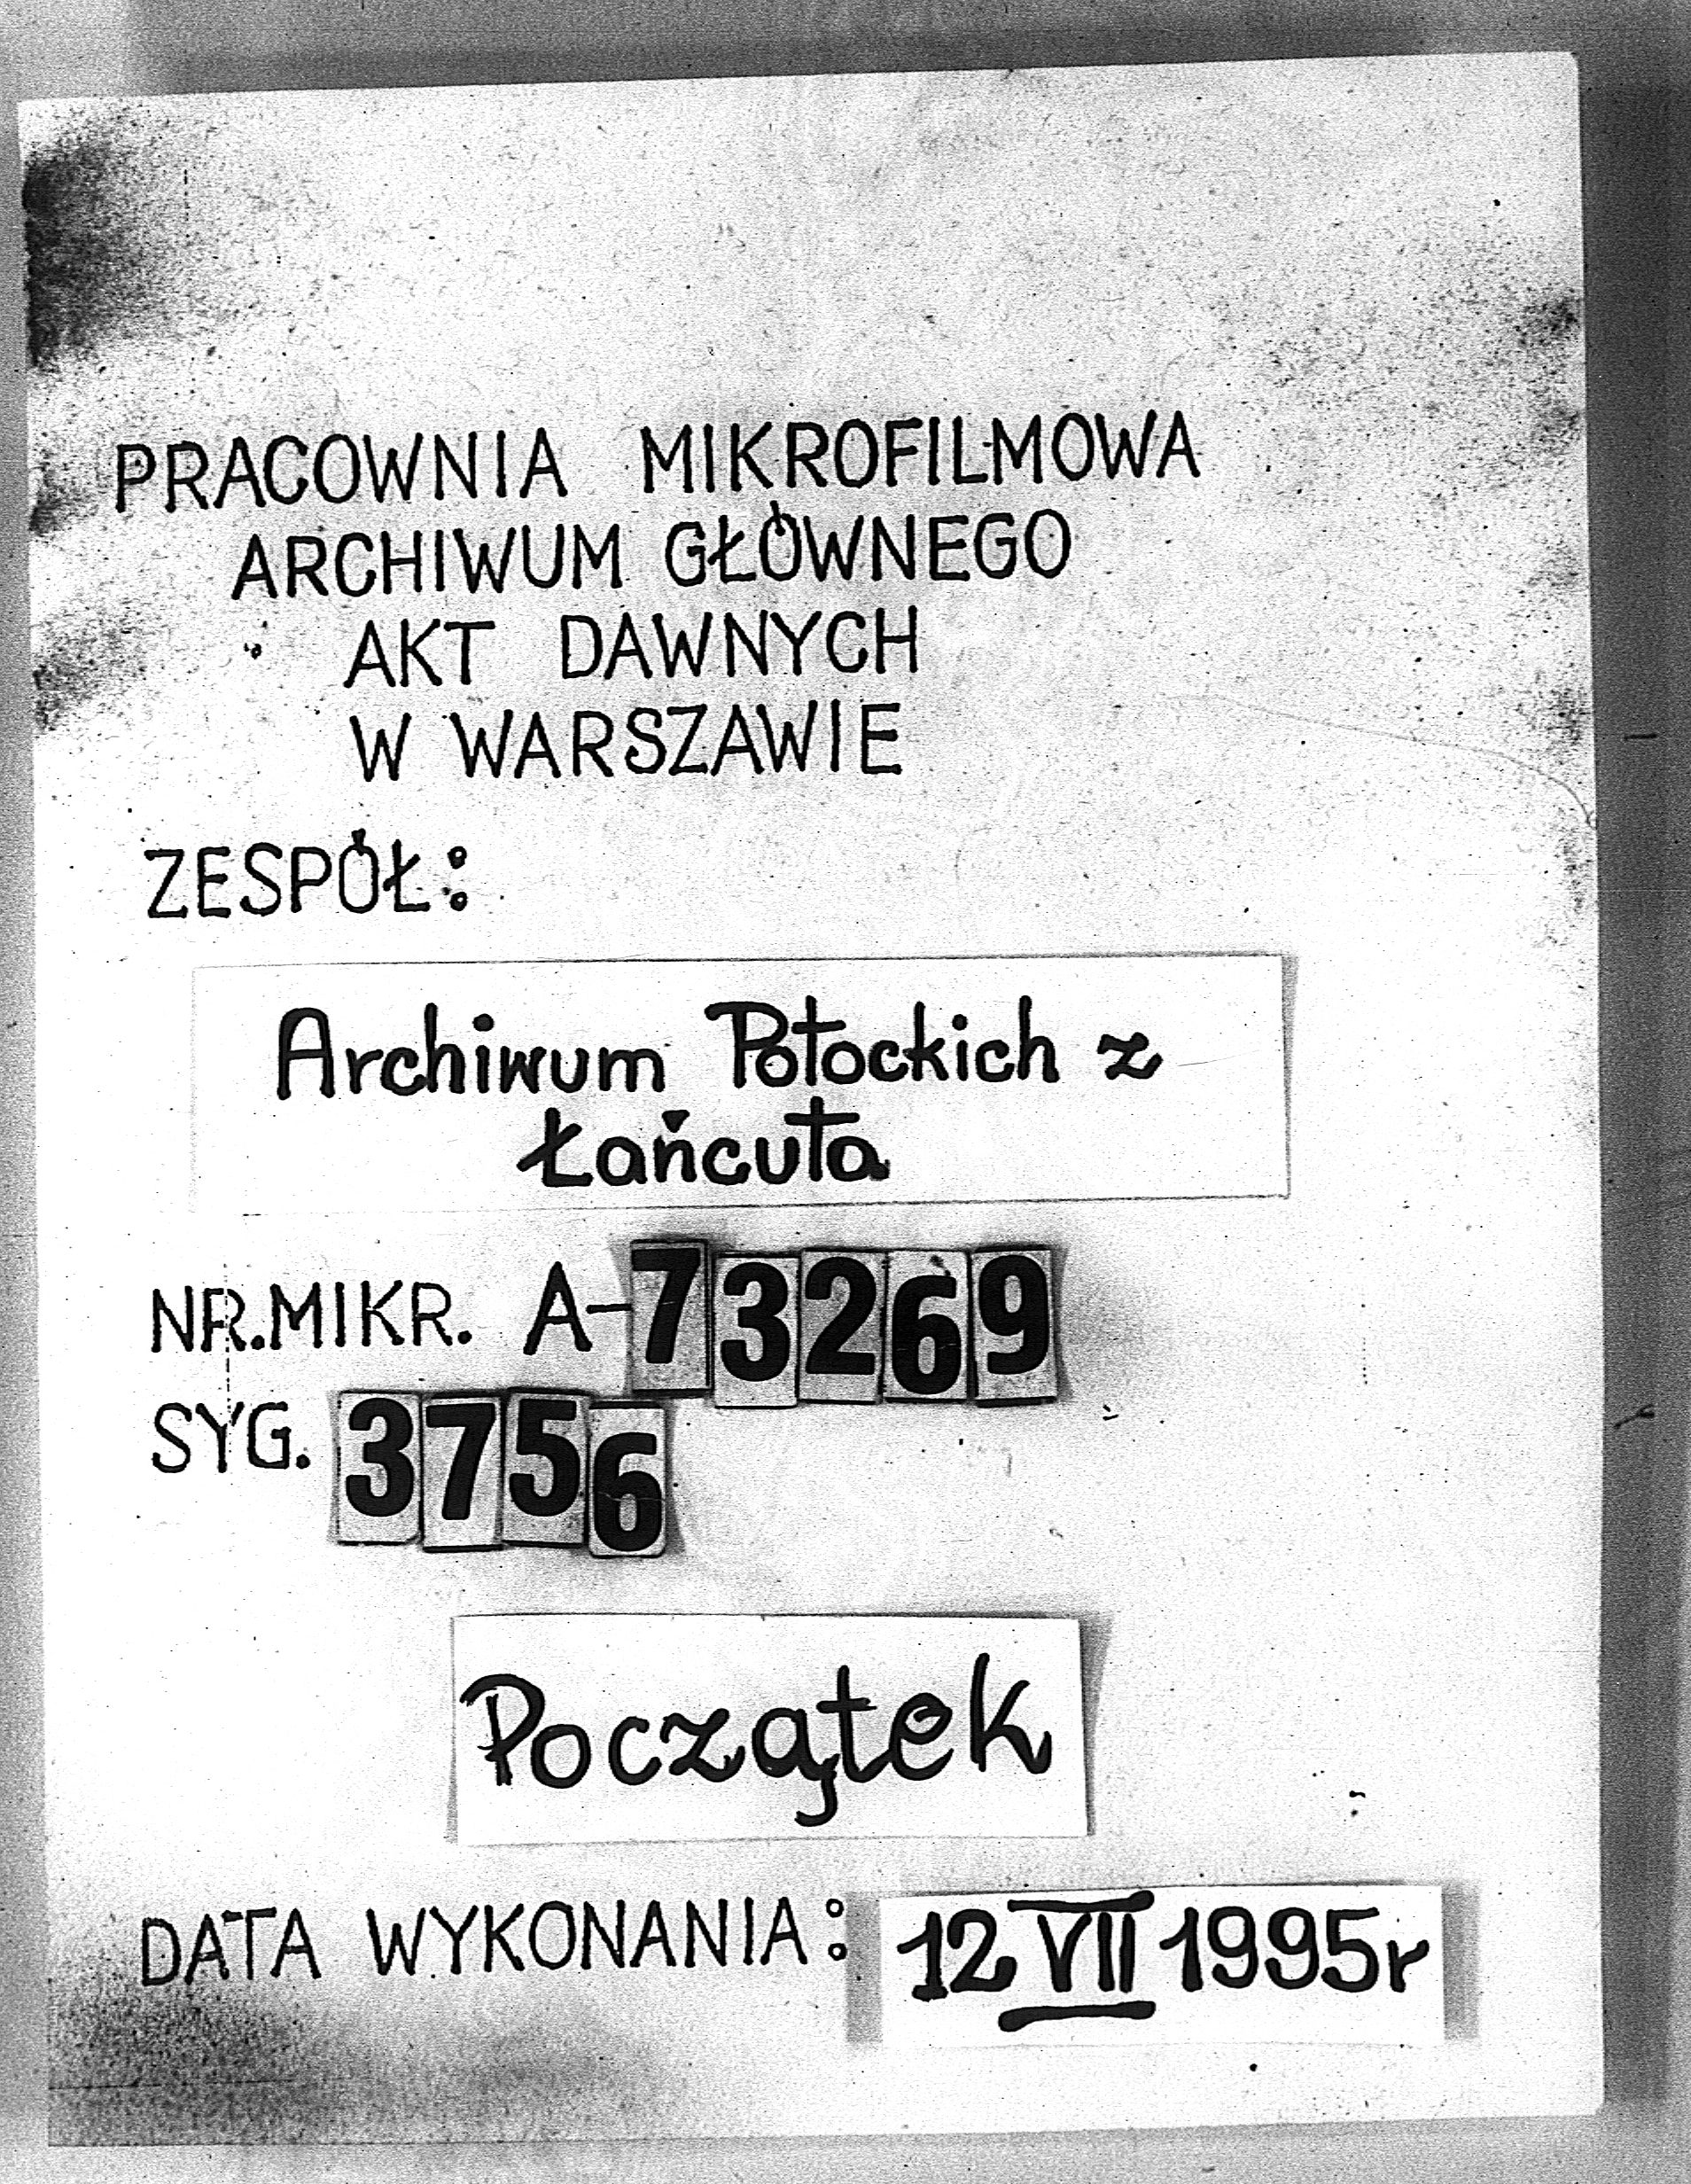 PRACOWNIA MIKROFILMOWA
ARCHIWUM GŁÓWNEGO
AKT DAWNYCH
W WARSZAWIE
ZESPÓŁ:
Archiwum Potockich z
Łańcuta
NR.MIKR. A-73269
SYG. 3756
Początek
DATA WYKONANIA: 12 VII 1995r